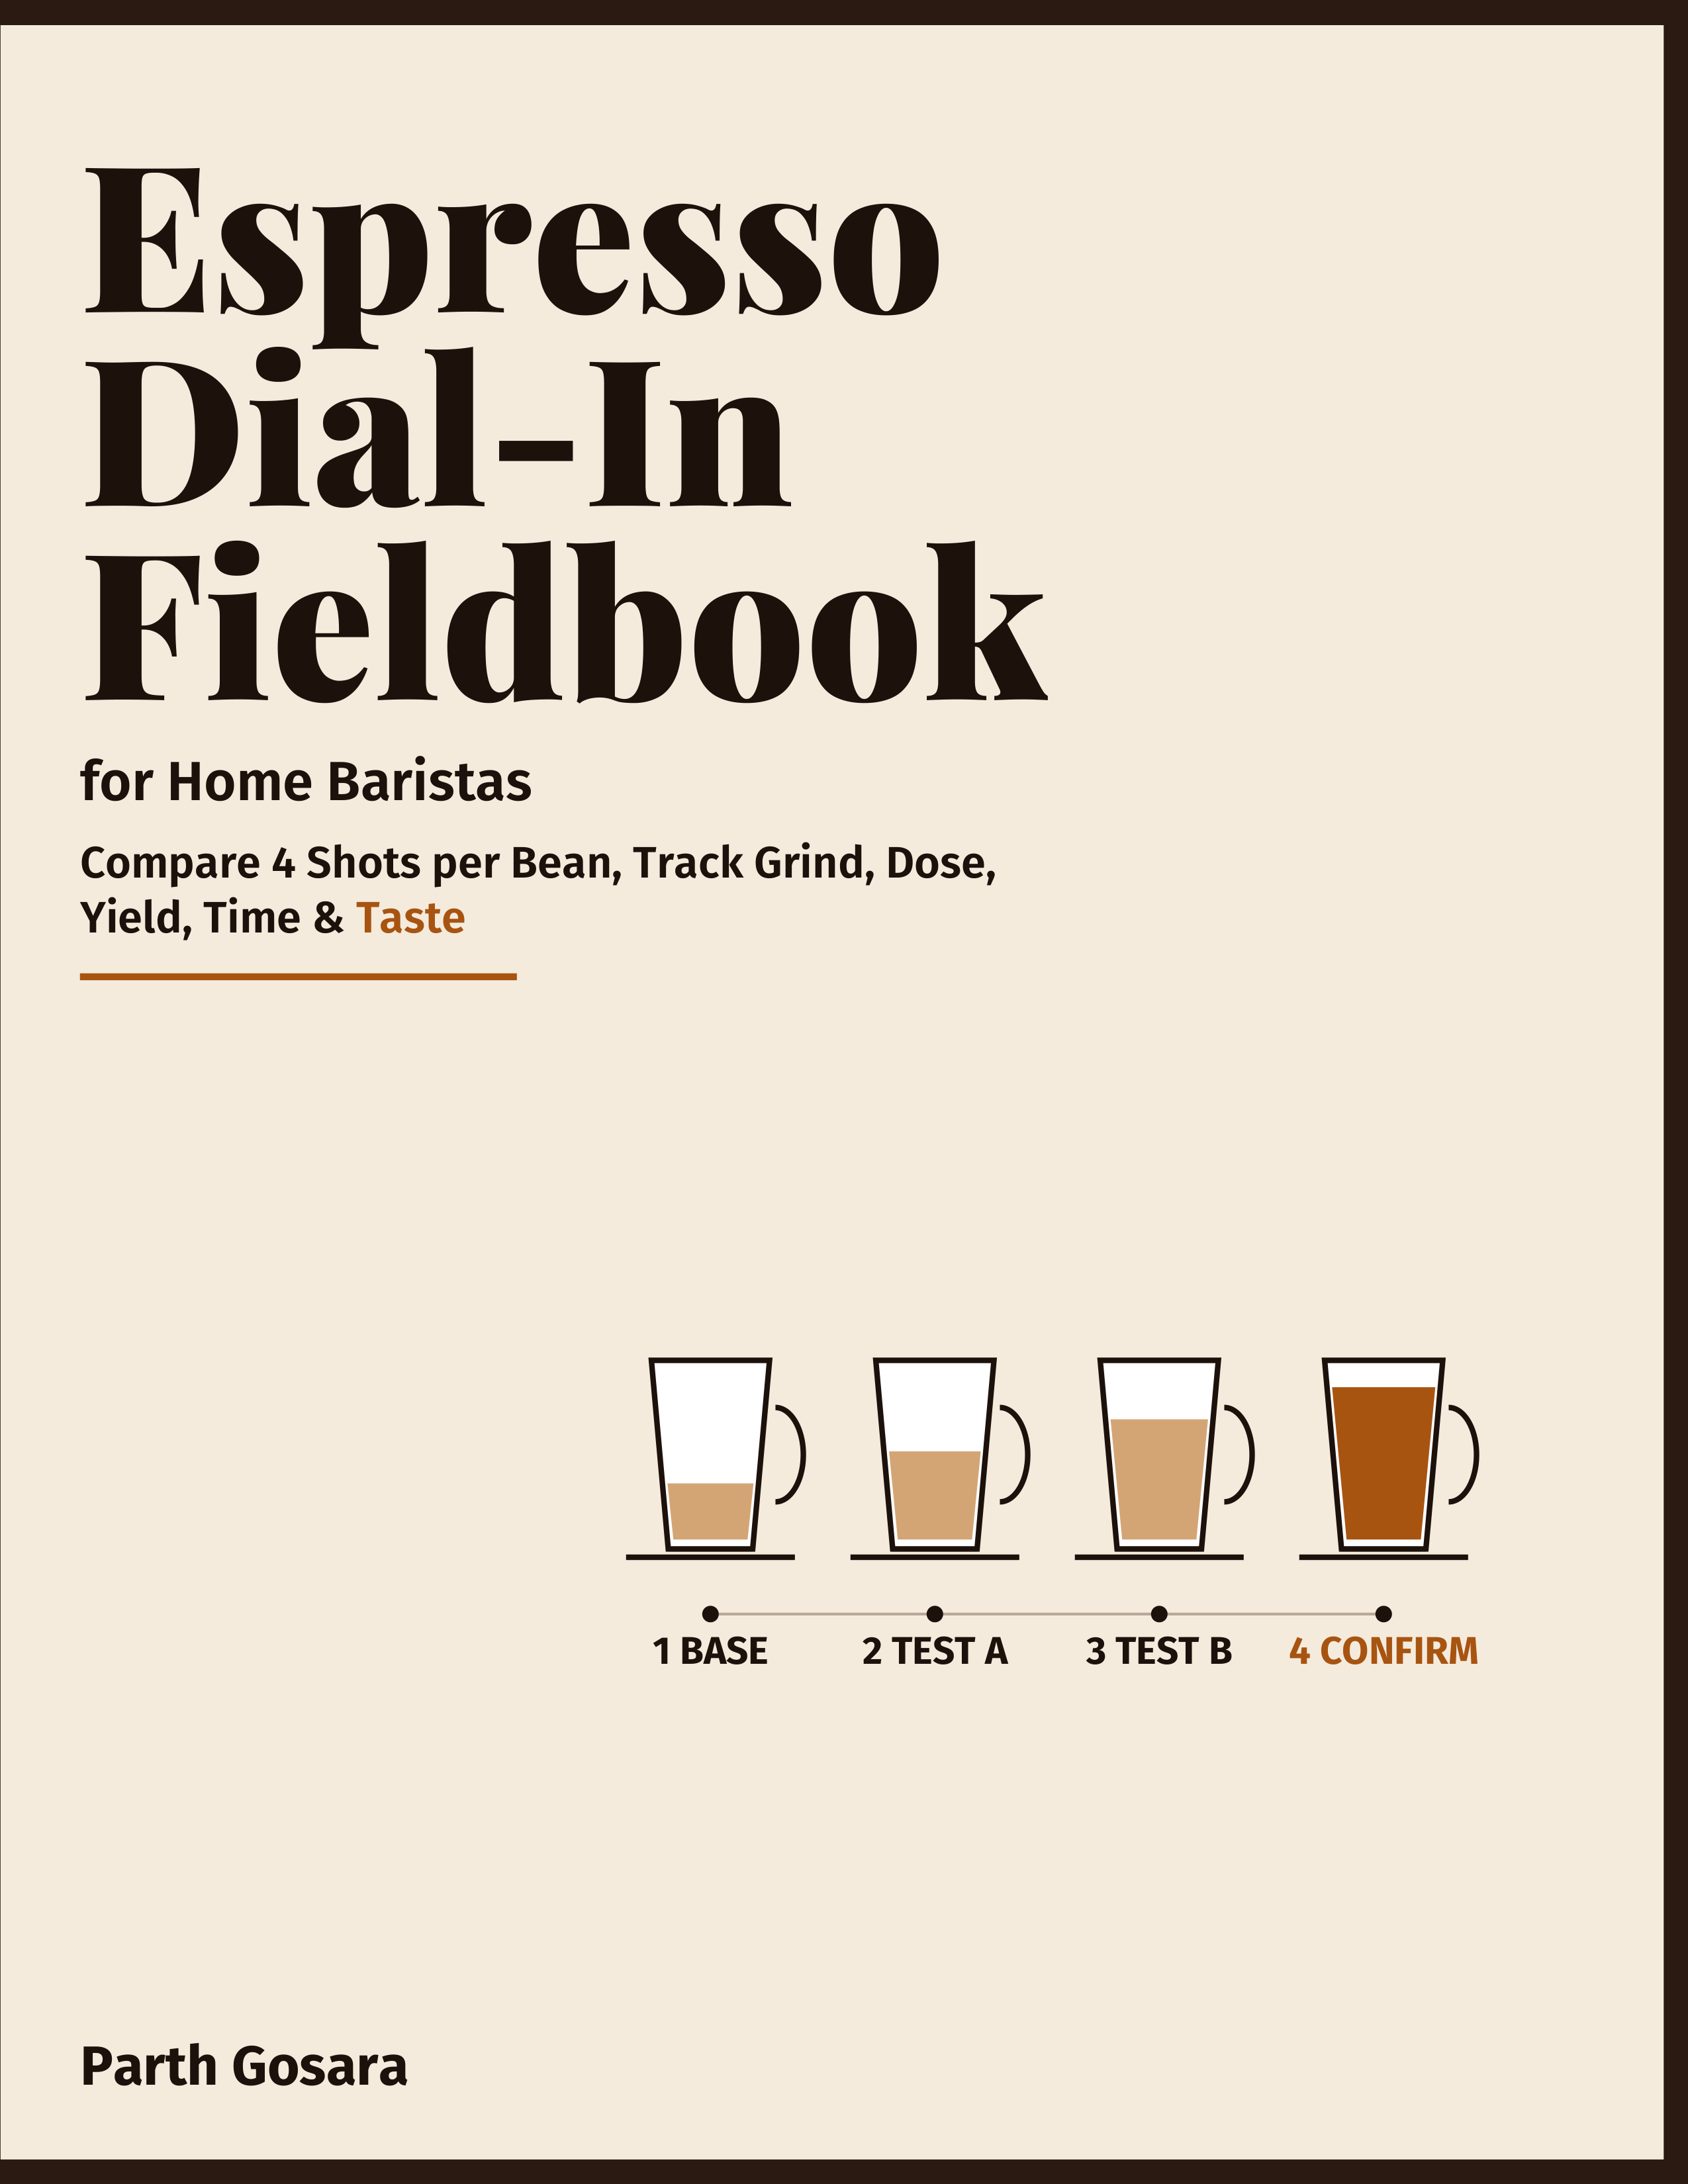 Espresso
Dial-In
Fieldbook
for Home Baristas
Compare 4 Shots per Bean, Track Grind, Dose,
Yield, Time & Taste
1 BASE
2 TEST A
3 TEST B
4 CONFIRM
Parth Gosara